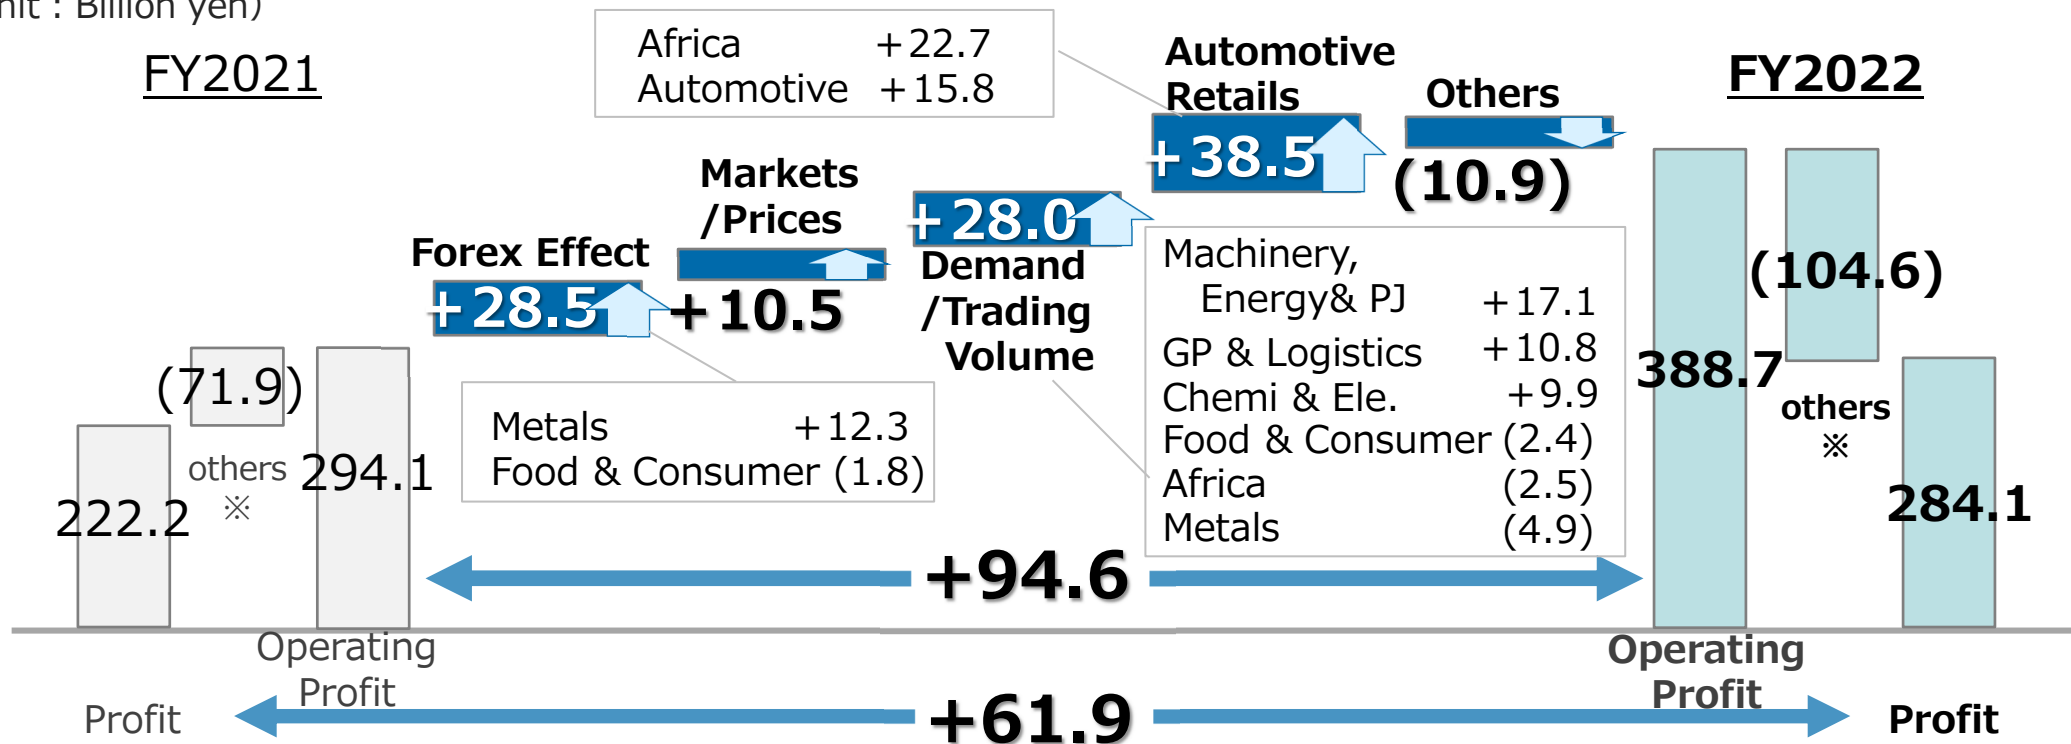 nit : Billion yen)
FY2021
Africa +22.7
Automotive +15.8
Automotive
Retails
+38.5
Others
(10.9)
FY2022
Markets
/Prices
+10.5
+28.0
Demand
/Trading
Volume
Forex Effect
+28.5
Machinery,
Energy& PJ +17.1
GP & Logistics +10.8
Chemi & Ele. +9.9
Food & Consumer (2.4)
Africa (2.5)
Metals (4.9)
Metals +12.3
Food & Consumer (1.8)
222.2
(71.9)
others
※
294.1
388.7
(104.6)
others
※
284.1
+94.6
Operating
Profit
Profit
+61.9
Operating
Profit
Profit